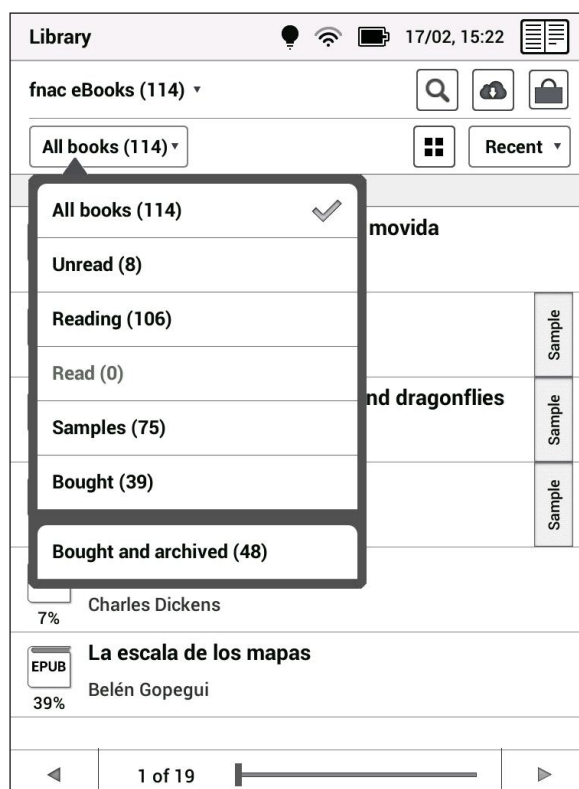 Library 17/02, 15:22
fnac eBooks (114)
All books (114) Recent
All books (114)
movida
Unread (8)
Reading (106)
Sample
Read (0)
nd dragonflies
Samples (75)
Sample
Bought (39)
Sample
Bought and archived (48)
Charles Dickens
7%
La escala de los mapas
EPUB
Belén Gopegui
39%
1 of 19